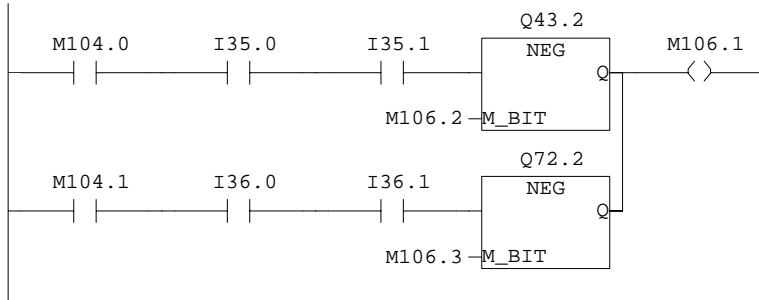 Q43.2
M104.0 I35.0 I35.1 NEG M106.1
Q
M106.2 M_BIT
Q72.2
M104.1 I36.0 I36.1 NEG
Q
M106.3 M_BIT